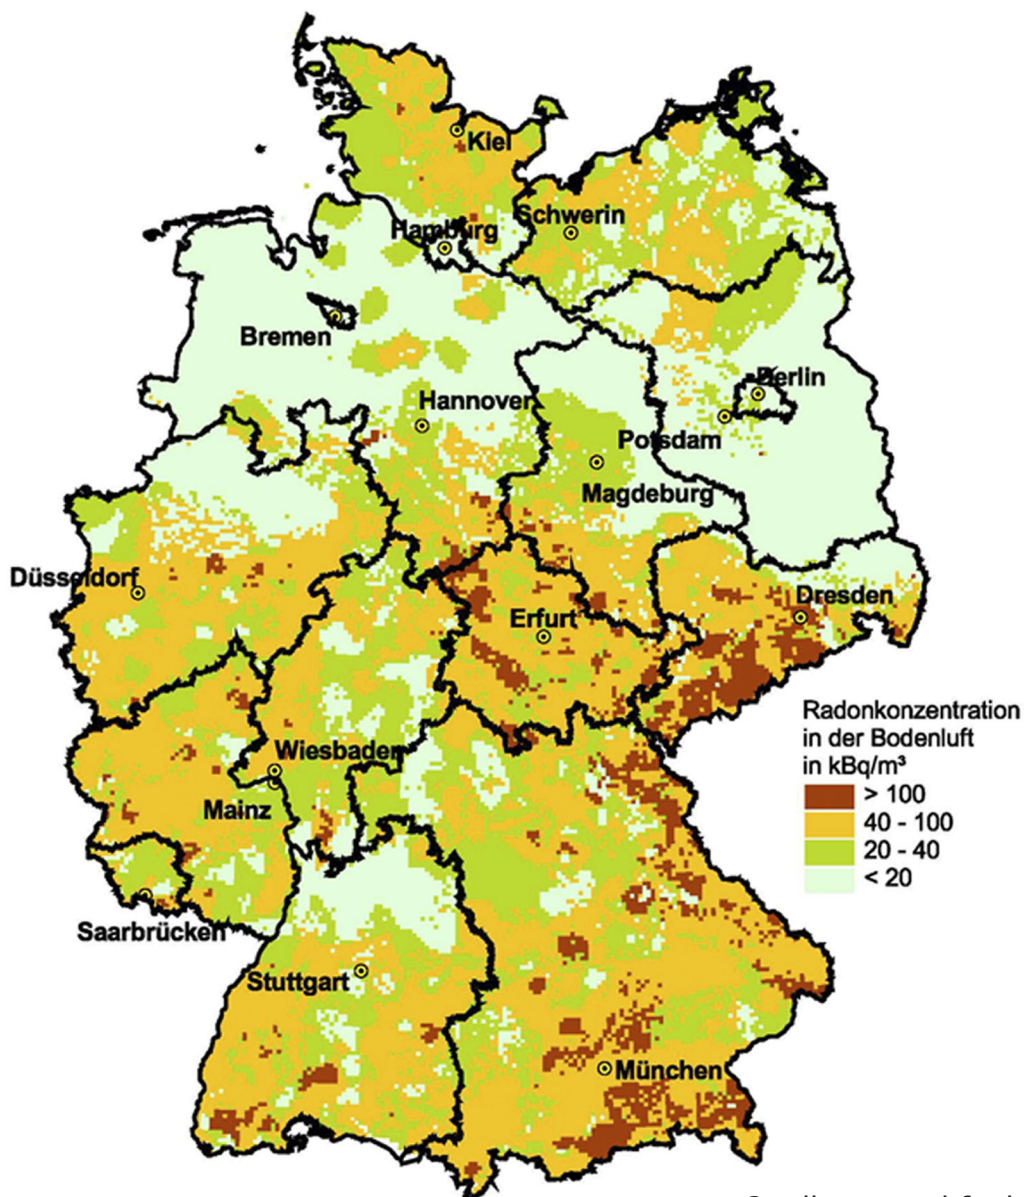 Kiel
Schwerin
Hamburg
Bremen
Berlin
Hannover
Potsdam
Magdeburg
Düsseldorf
Dresden
Erfurt
Radonkonzentration
in der Bodenluft
in kBq/m³
> 100
40 - 100
20 - 40
< 20
Wiesbaden
Mainz
Saarbrücken
Stuttgart
München